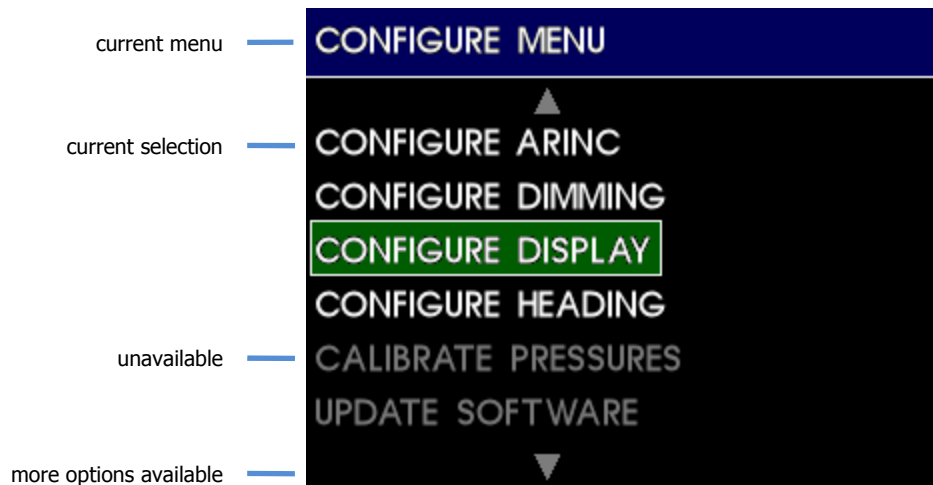 current menu
CONFIGURE MENU
current selection
CONFIGURE ARINC
CONFIGURE DIMMING
CONFIGURE DISPLAY
CONFIGURE HEADING
unavailable
CALIBRATE PRESSURES
UPDATE SOFTWARE
more options available